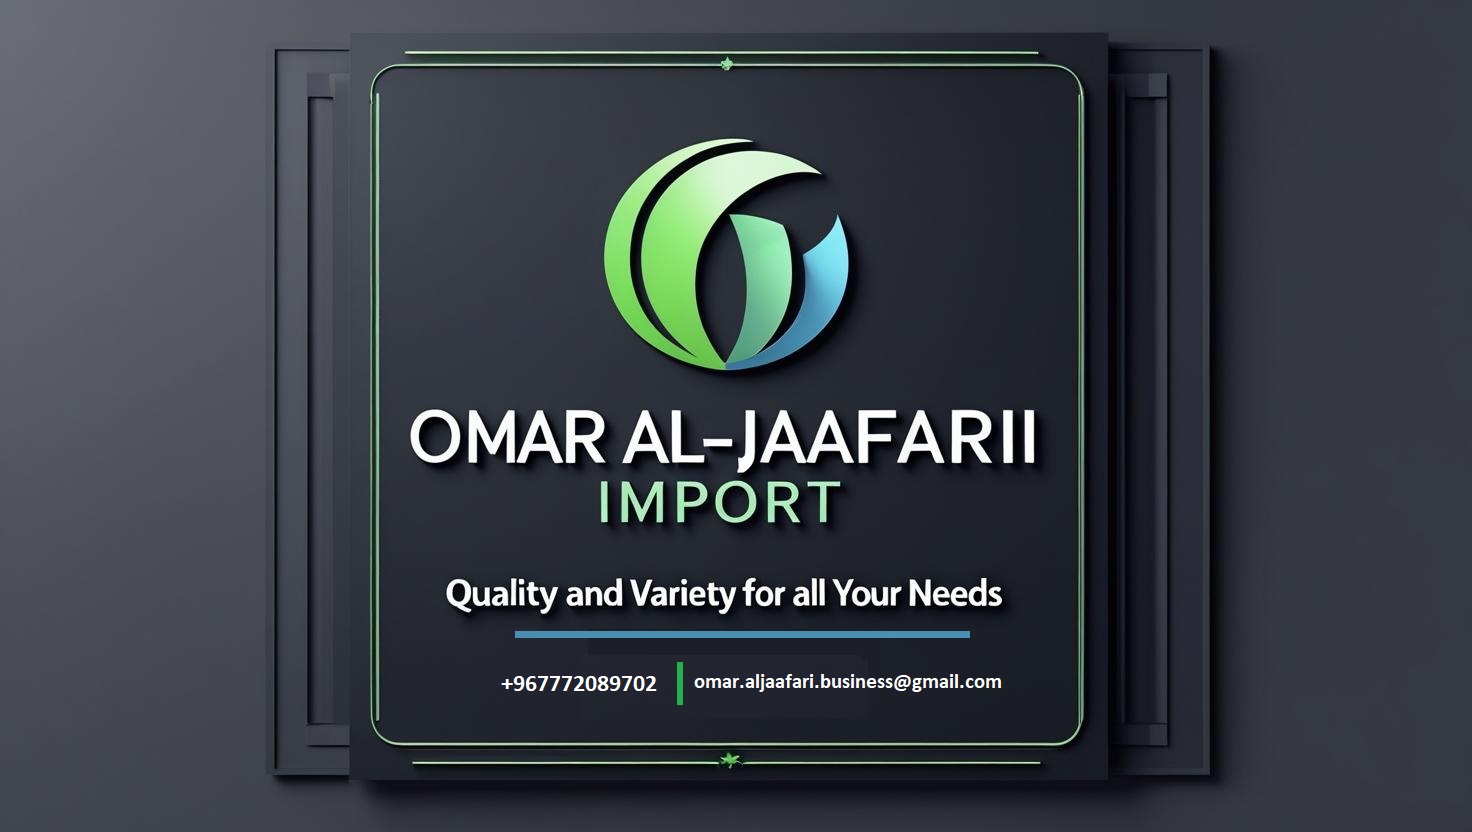 OMAR AL-JAAFARII
IMPORT
Quality and Variety for all Your Needs
+967772089702
omar.aljaafari.business@gmail.com